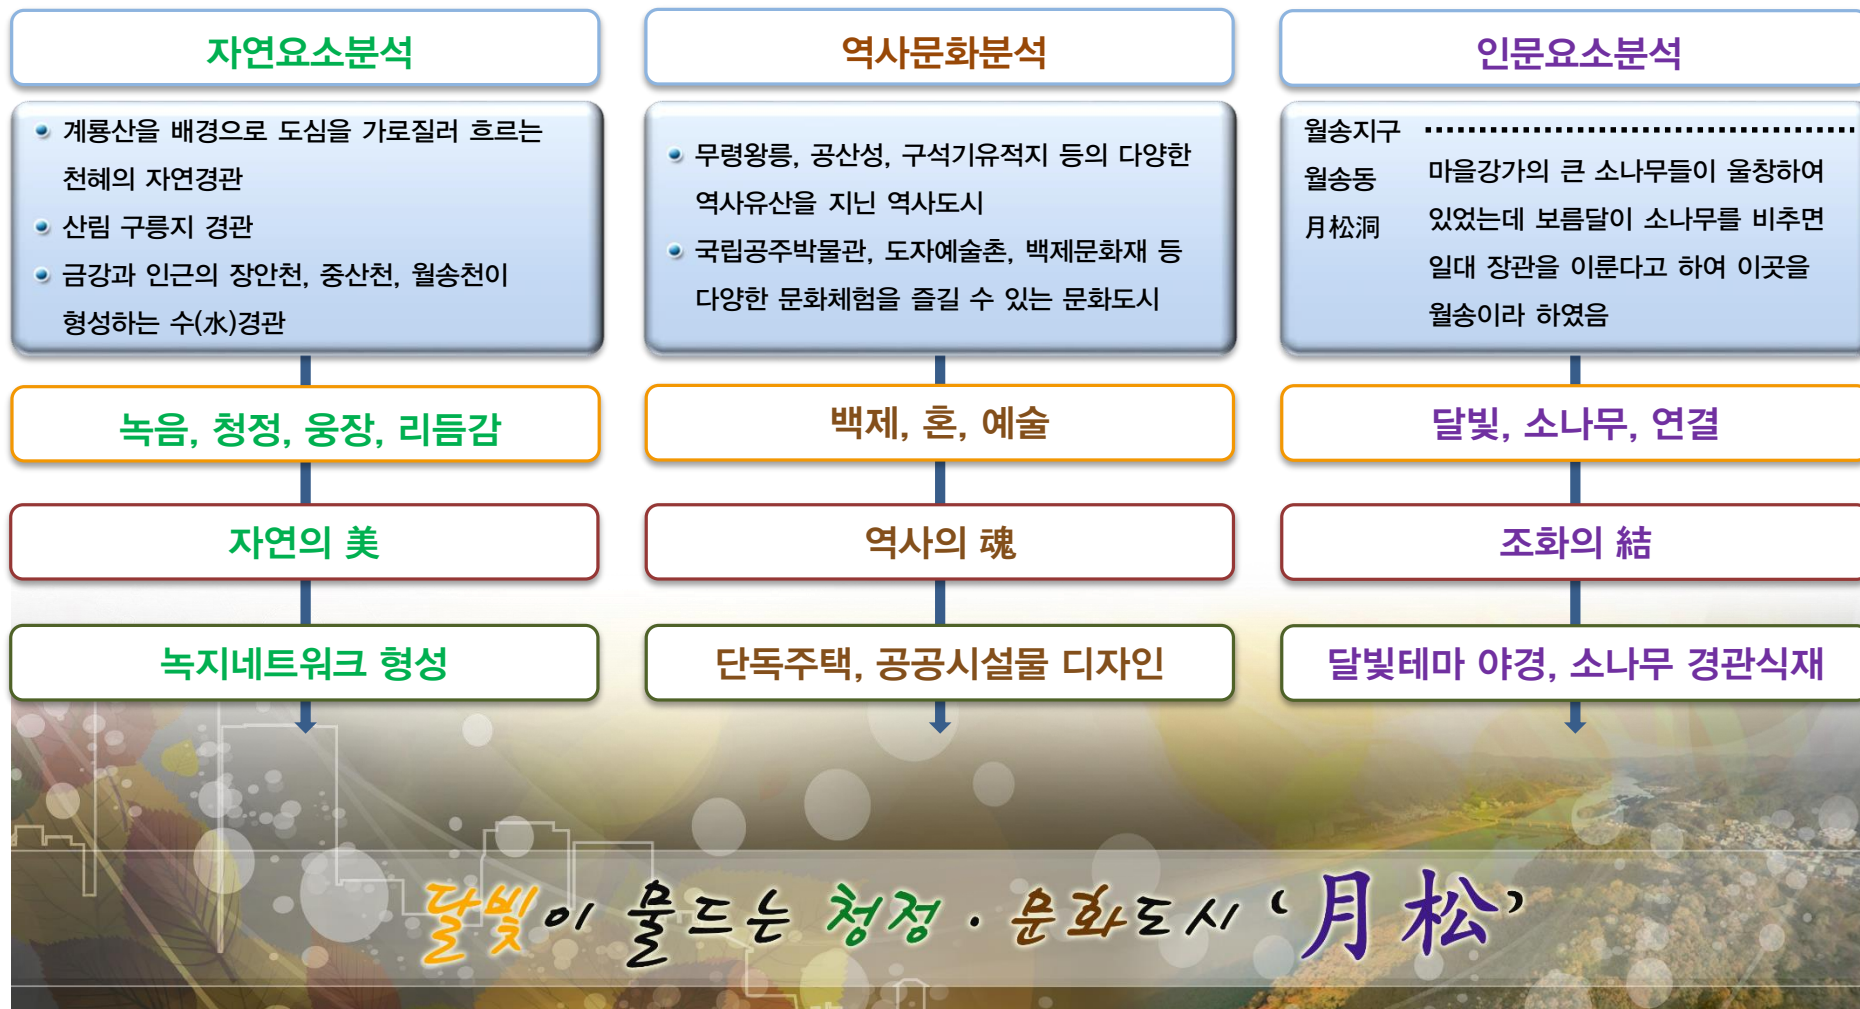 자연요소분석
계룡산을 배경으로 도심을 가로질러 흐르는
천혜의 자연경관
산림 구릉지 경관
금강과 인근의 장안천, 중산천, 월송천이
형성하는 수(水)경관
녹음, 청정, 웅장, 리듬감
자연의 美
녹지네트워크 형성
역사문화분석
무령왕릉, 공산성, 구석기유적지 등의 다양한
역사유산을 지닌 역사도시
국립공주박물관, 도자예술촌, 백제문화재 등
다양한 문화체험을 즐길 수 있는 문화도시
백제, 혼, 예술
역사의 魂
단독주택, 공공시설물 디자인
인문요소분석
월송지구
월송동
月松洞
마을강가의 큰 소나무들이 울창하여
있었는데 보름달이 소나무를 비추면
일대 장관을 이룬다고 하여 이곳을
월송이라 하였음
달빛, 소나무, 연결
조화의 結
달빛테마 야경, 소나무 경관식재
달빛이 물드는 청정 · 문화도시 ‘月松’